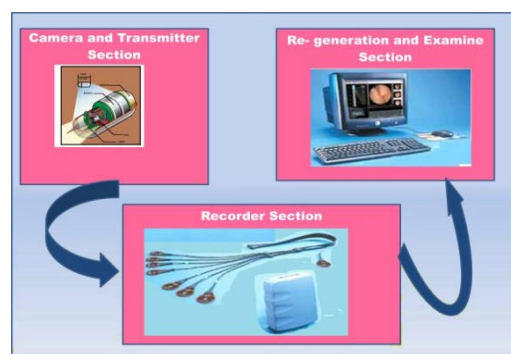 Camera and Transmitter
Section
Re- generation and Examine
Section
Recorder Section